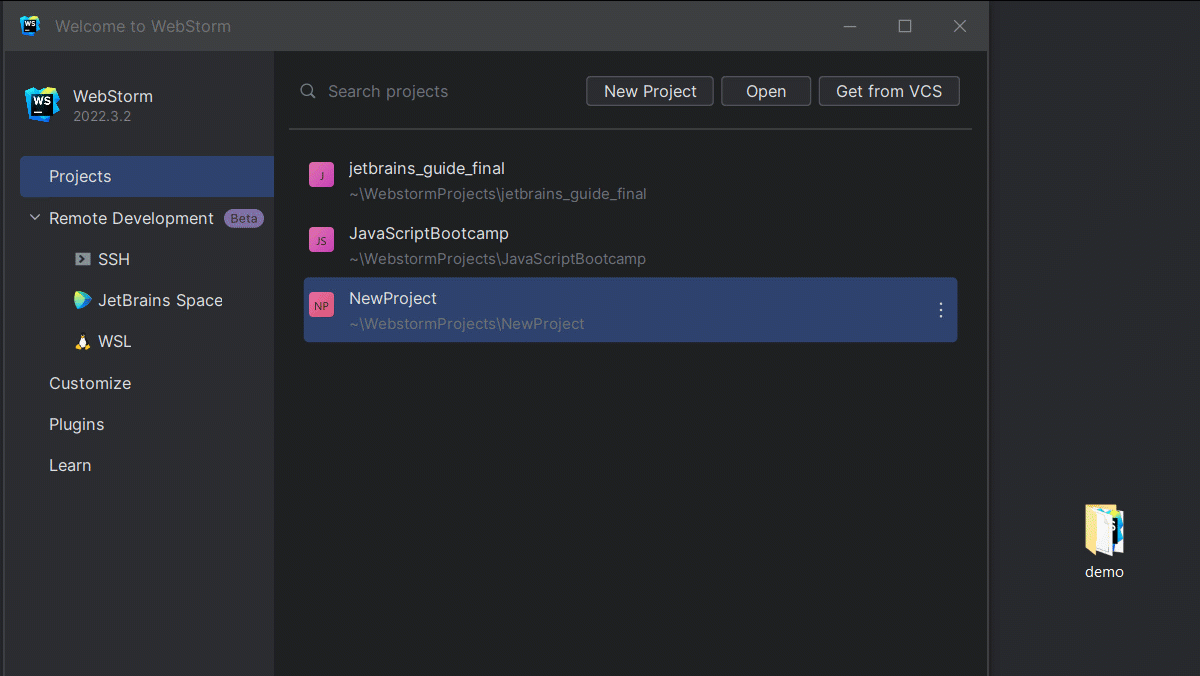 WS Welcome to WebStorm
WS
WebStorm
2022.3.2
Projects
Remote Development Beta
SSH
JetBrains Space
WSL
Customize
Plugins
Learn
Search projects New Project Open Get from VCS
J jetbrains_guide_final
~\WebstormProjects\jetbrains_guide_final
JS JavaScriptBootcamp
~\WebstormProjects\JavaScriptBootcamp
NP NewProject
~\WebstormProjects\NewProject
demo